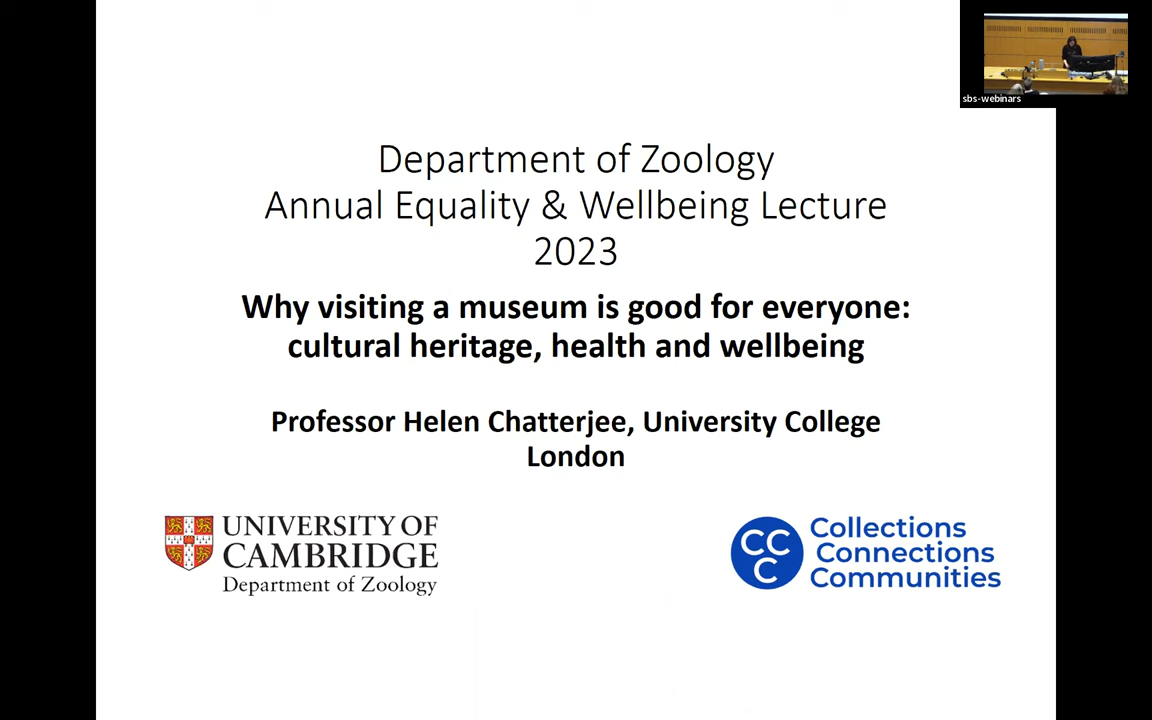 sbs-webinars
Department of Zoology
Annual Equality & Wellbeing Lecture
2023
Why visiting a museum is good for everyone:
cultural heritage, health and wellbeing
Professor Helen Chatterjee, University College
London
UNIVERSITY OF
CAMBRIDGE
Department of Zoology
CC
C
Collections
Connections
Communities